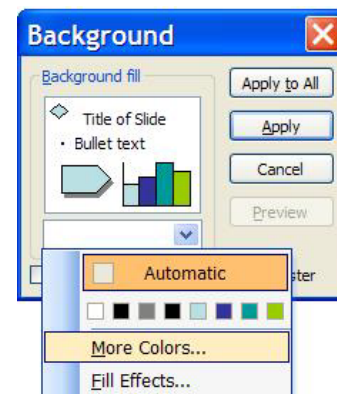 Background
Background fill
Apply to All
Title of Slide
• Bullet text
Apply
Cancel
Preview
Automatic
More Colors...
Fill Effects...